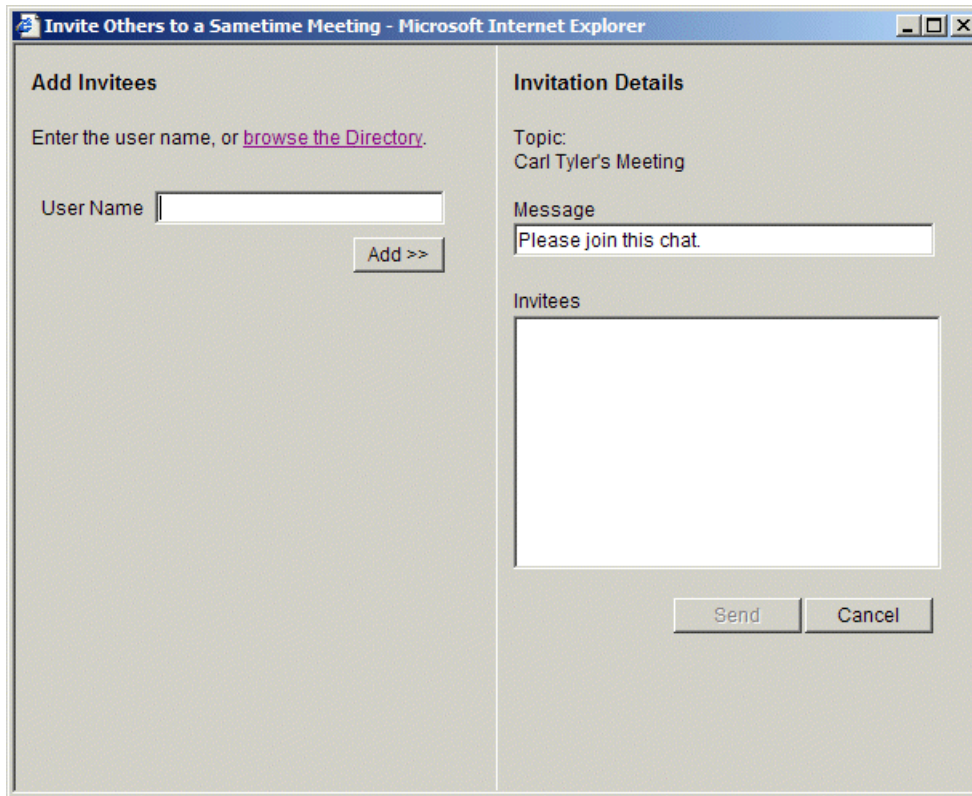 Invite Others to a Sametime Meeting - Microsoft Internet Explorer
Add Invitees
Enter the user name, or browse the Directory.
User Name
Add >>
Invitation Details
Topic:
Carl Tyler's Meeting
Message
Please join this chat.
Invitees
Send
Cancel